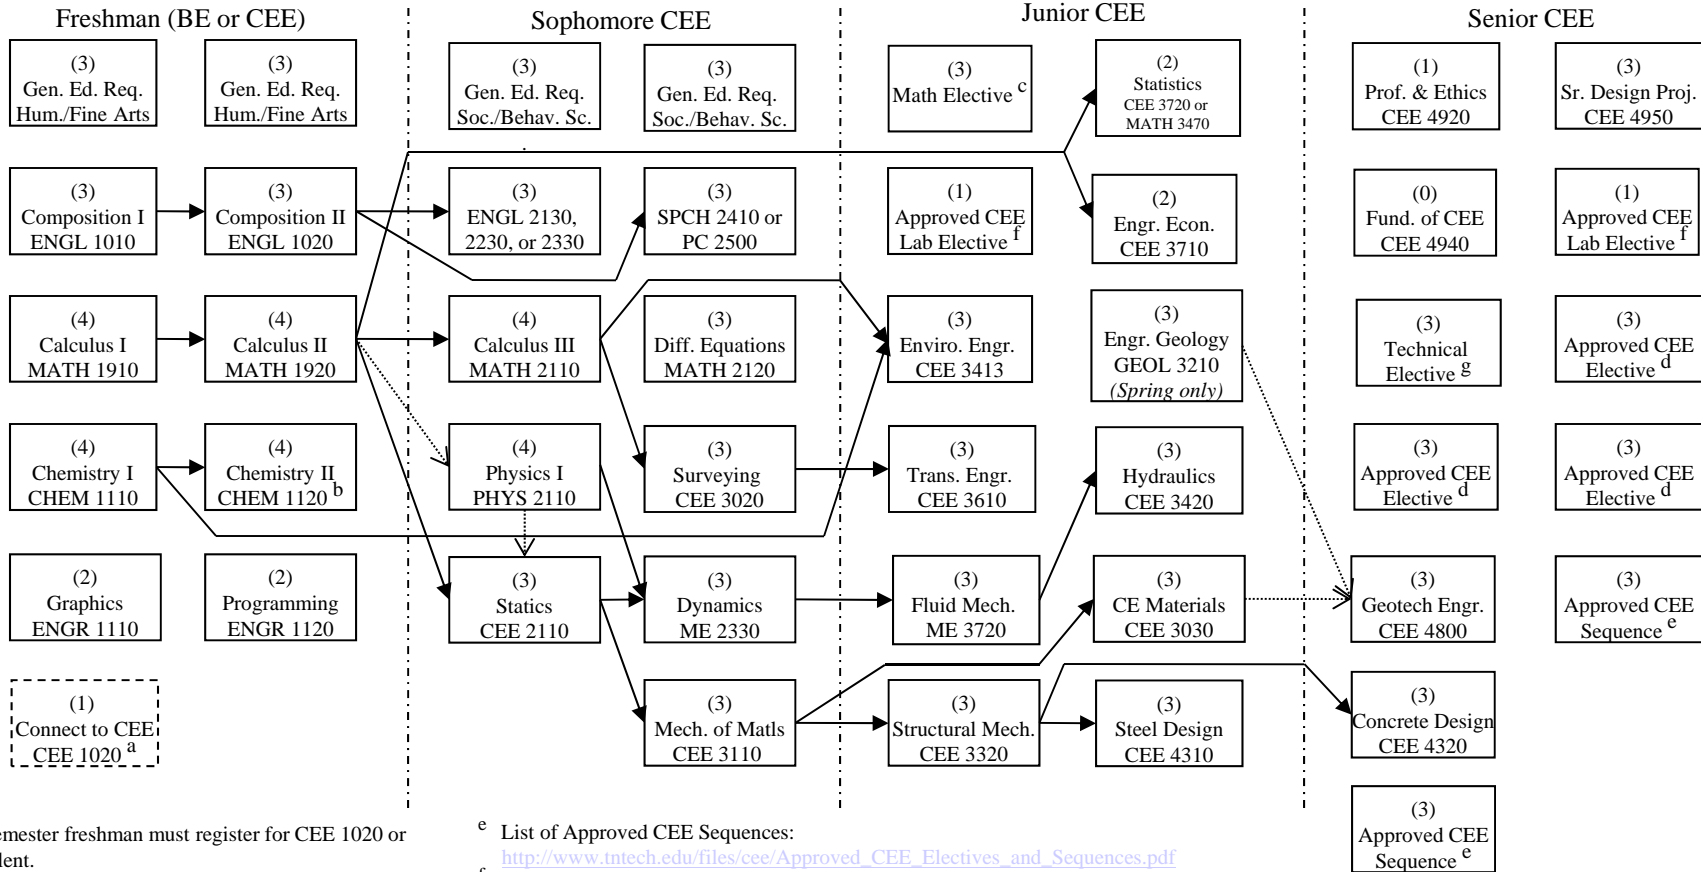 Freshman (BE or CEE)
Sophomore CEE
Junior CEE
Senior CEE
(3)
Gen. Ed. Req.
Hum./Fine Arts
(3)
Gen. Ed. Req.
Hum./Fine Arts
(3)
Gen. Ed. Req.
Soc./Behav. Sc.
(3)
Gen. Ed. Req.
Soc./Behav. Sc.
(3)
Math Elective c
(2)
Statistics
CEE 3720 or
MATH 3470
(1)
Prof. & Ethics
CEE 4920
(3)
Sr. Design Proj.
CEE 4950
(3)
Composition I
ENGL 1010
(3)
Composition II
ENGL 1020
(3)
ENGL 2130,
2230, or 2330
(3)
SPCH 2410 or
PC 2500
(1)
Approved CEE
Lab Elective f
(2)
Engr. Econ.
CEE 3710
(0)
Fund. of CEE
CEE 4940
(1)
Approved CEE
Lab Elective f
(4)
Calculus I
MATH 1910
(4)
Calculus II
MATH 1920
(4)
Calculus III
MATH 2110
(3)
Diff. Equations
MATH 2120
(3)
Enviro. Engr.
CEE 3413
(3)
Engr. Geology
GEOL 3210
(Spring only)
(3)
Technical
Elective g
(3)
Approved CEE
Elective d
(4)
Chemistry I
CHEM 1110
(4)
Chemistry II
CHEM 1120 b
(4)
Physics I
PHYS 2110
(3)
Surveying
CEE 3020
(3)
Trans. Engr.
CEE 3610
(3)
Hydraulics
CEE 3420
(3)
Approved CEE
Elective d
(3)
Approved CEE
Elective d
(2)
Graphics
ENGR 1110
(2)
Programming
ENGR 1120
(3)
Statics
CEE 2110
(3)
Dynamics
ME 2330
(3)
Fluid Mech.
ME 3720
(3)
CE Materials
CEE 3030
(3)
Geotech Engr.
CEE 4800
(3)
Approved CEE
Sequence e
(1)
Connect to CEE
CEE 1020 a
(3)
Mech. of Matls
CEE 3110
(3)
Structural Mech.
CEE 3320
(3)
Steel Design
CEE 4310
(3)
Concrete Design
CEE 4320
(3)
Approved CEE
Sequence e
emester freshman must register for CEE 1020 or
lent.
e List of Approved CEE Sequences:
http://www.tntech.edu/files/cee/Approved_CEE_Electives_and_Sequences.pdf